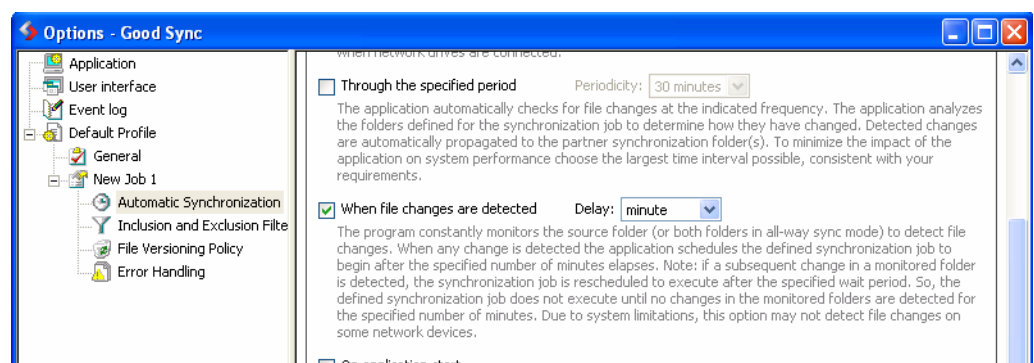 Options - Good Sync
Application
User interface
Event log
Default Profile
General
New Job 1
Automatic Synchronization
Inclusion and Exclusion Filte
File Versioning Policy
Error Handling
when network drives are connected.
Through the specified period Periodicity: 30 minutes
The application automatically checks for file changes at the indicated frequency. The application analyzes
the folders defined for the synchronization job to determine how they have changed. Detected changes
are automatically propagated to the partner synchronization folder(s). To minimize the impact of the
application on system performance choose the largest time interval possible, consistent with your
requirements.
When file changes are detected Delay: minute
The program constantly monitors the source folder (or both folders in all-way sync mode) to detect file
changes. When any change is detected the application schedules the defined synchronization job to
begin after the specified number of minutes elapses. Note: if a subsequent change in a monitored folder
is detected, the synchronization job is rescheduled to execute after the specified wait period. So, the
defined synchronization job does not execute until no changes in the monitored folders are detected for
the specified number of minutes. Due to system limitations, this option may not detect file changes on
some network devices.
On application start